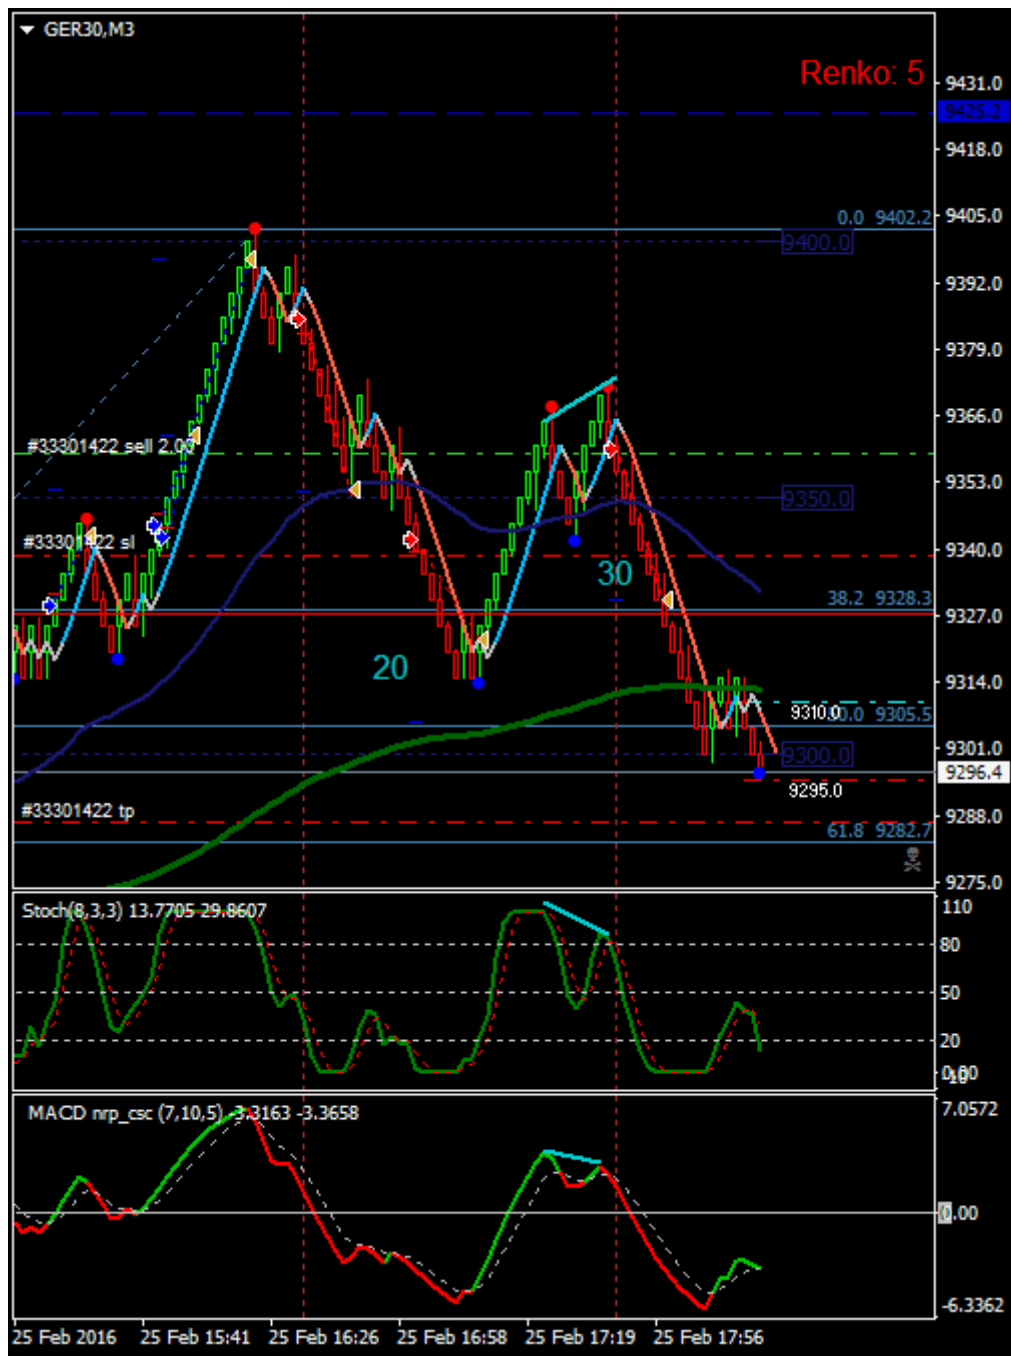 GER30,M3
Renko: 5
9431.0
9425.2
9418.0
0.0 9402.2
9405.0
9400.0
9392.0
9379.0
9366.0
#33301422 sell 2.00
9353.0
9350.0
#33301422 sl
9340.0
30
38.2 9328.3
9327.0
20
9314.0
9310.0
50.0 9305.5
9300.0
9301.0
9296.4
9295.0
#33301422 tp
9288.0
61.8 9282.7
9275.0
Stoch(8,3,3) 13.7705 29.8607
110
80
50
20
MACD nrp_csc (7,10,5) -3.3163 -3.3658
7.0572
0.00
-6.3362
25 Feb 2016
25 Feb 15:41
25 Feb 16:26
25 Feb 16:58
25 Feb 17:19
25 Feb 17:56